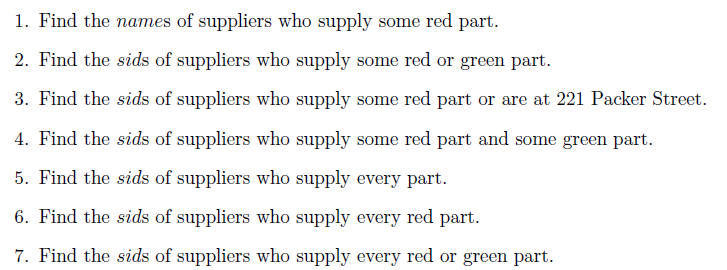 1. Find the names of suppliers who supply some red part.
2. Find the sids of suppliers who supply some red or green part.
3. Find the sids of suppliers who supply some red part or are at 221 Packer Street.
4. Find the sids of suppliers who supply some red part and some green part.
5. Find the sids of suppliers who supply every part.
6. Find the sids of suppliers who supply every red part.
7. Find the sids of suppliers who supply every red or green part.